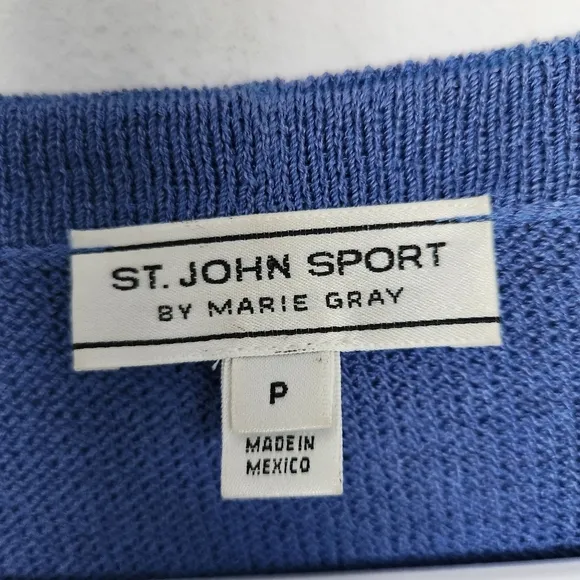 ST. JOHN SPORT
BY MARIE GRAY
P
MADE IN
MEXICO